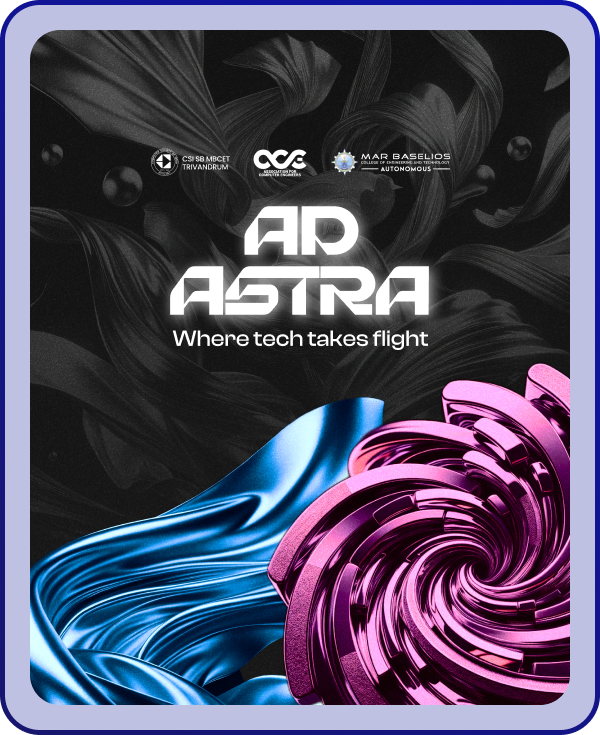 CSI SB MBCET
TRIVANDRUM
ACE
ASSOCIATION FOR
COMPUTER ENGINEERS
MAR BASELIOS
COLLEGE OF ENGINEERING AND TECHNOLOGY
AUTONOMOUS
AD
ASTRA
Where tech takes flight